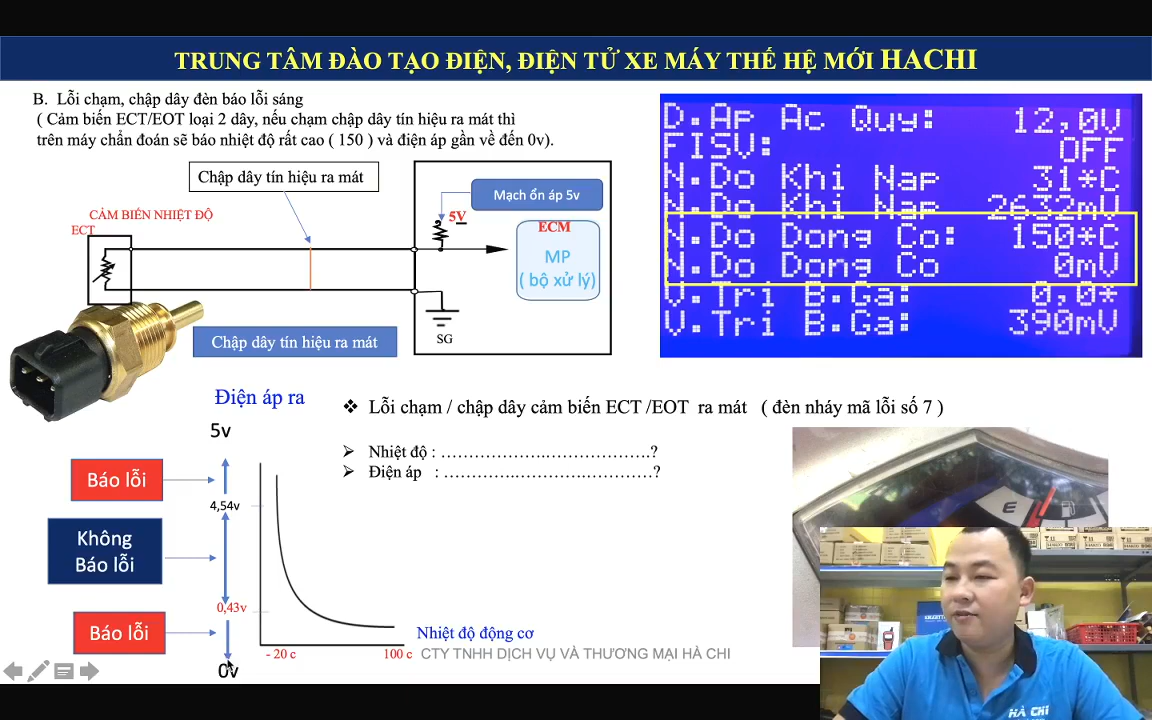 TRUNG TÂM ĐÀO TẠO ĐIỆN, ĐIỆN TỬ XE MÁY THẾ HỆ MỚI HACHI
B. Lỗi chạm, chập dây đèn báo lỗi sáng
( Cảm biến ECT/EOT loại 2 dây, nếu chạm chập dây tín hiệu ra mát thì
trên máy chẩn đoán sẽ báo nhiệt độ rất cao ( 150 ) và điện áp gần về đến 0v).
Chập dây tín hiệu ra mát
Mạch ổn áp 5v
CẢM BIẾN NHIỆT ĐỘ
ECT
5V
ECM
MP
( bộ xử lý)
SG
Chập dây tín hiệu ra mát
D.Ap Ac Quy: 12,0V
FISV: OFF
N.Do Khi Nap 31*C
N.Do Khi Nap 2632mV
N.Do Dong Co: 150*C
N.Do Dong Co 0mV
V.Tri B.Ga: 0,0*
V.Tri B.Ga: 390mV
Điện áp ra
5v
Báo lỗi
4,54v
Không
Báo lỗi
0,43v
Báo lỗi
0v
- 20 c
100 c
Nhiệt độ động cơ
❖ Lỗi chạm / chập dây cảm biến ECT /EOT ra mát ( đèn nháy mã lỗi số 7 )
➢ Nhiệt độ : ……………….……………….?
➢ Điện áp : …………..………….…………?
E
CTY TNHH DỊCH VỤ VÀ THƯƠNG MẠI HÀ CHI
HÀ CHI